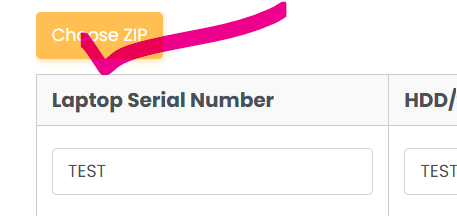 Choose ZIP
Laptop Serial Number HDD/
TEST TEST